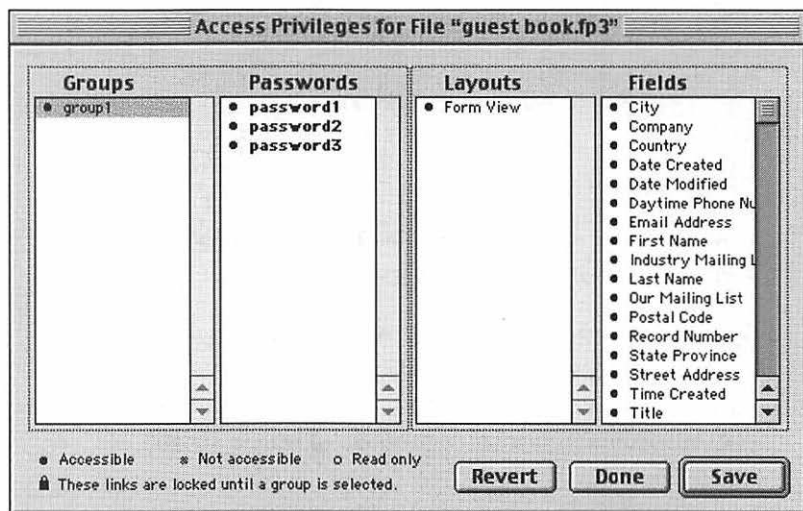 Access Privileges for File “guest book.fp3”
Groups
group1
Passwords
password1
password2
password3
Layouts
Form View
Fields
City
Company
Country
Date Created
Date Modified
Daytime Phone Nu
Email Address
First Name
Industry Mailing L
Last Name
Our Mailing List
Postal Code
Record Number
State Province
Street Address
Time Created
Title
Accessible Not accessible Read only
These links are locked until a group is selected.
Revert Done Save